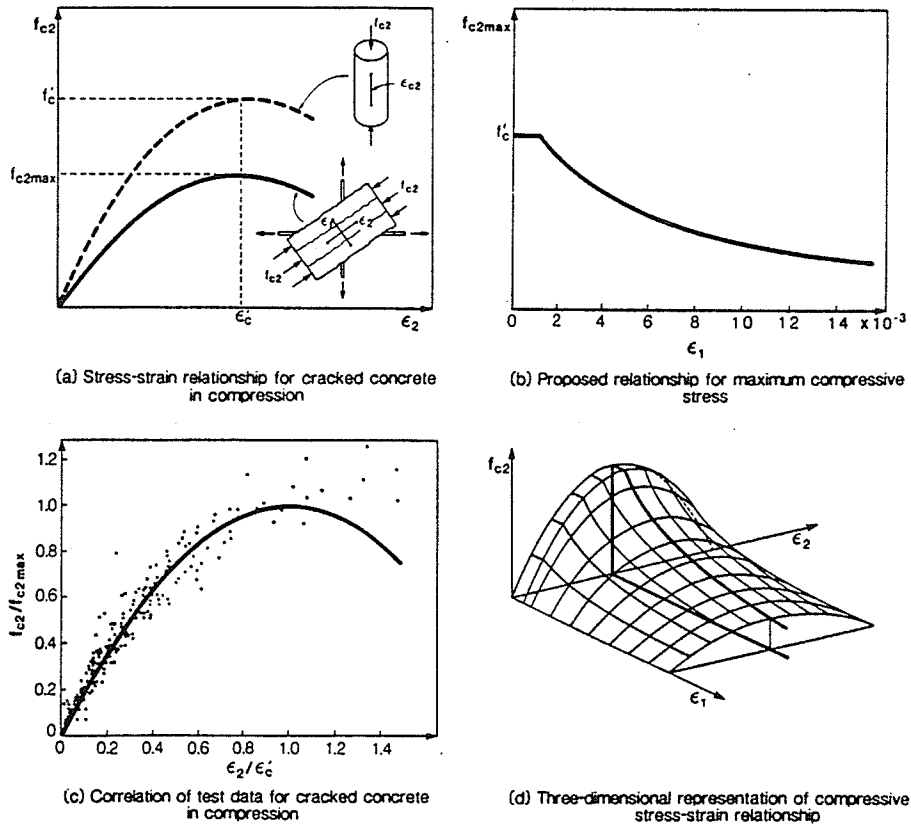 f_c2
f'_c
f_c2max
ϵ'_c
ϵ_2
f_c2
ϵ_c2
f_c2
ϵ_2
f_c2
(a) Stress-strain relationship for cracked concrete
in compression
f_c2max
f'_c
0 2 4 6 8 10 12 14 x10^-3
ϵ_1
(b) Proposed relationship for maximum compressive
stress
f_c2/f_c2max
1.2
1.0
0.8
0.6
0.4
0.2
0
0 0.2 0.4 0.6 0.8 1.0 1.2 1.4
ϵ_2/ϵ'_c
(c) Correlation of test data for cracked concrete
in compression
f_c2
ϵ_2
ϵ_1
(d) Three-dimensional representation of compressive
stress-strain relationship